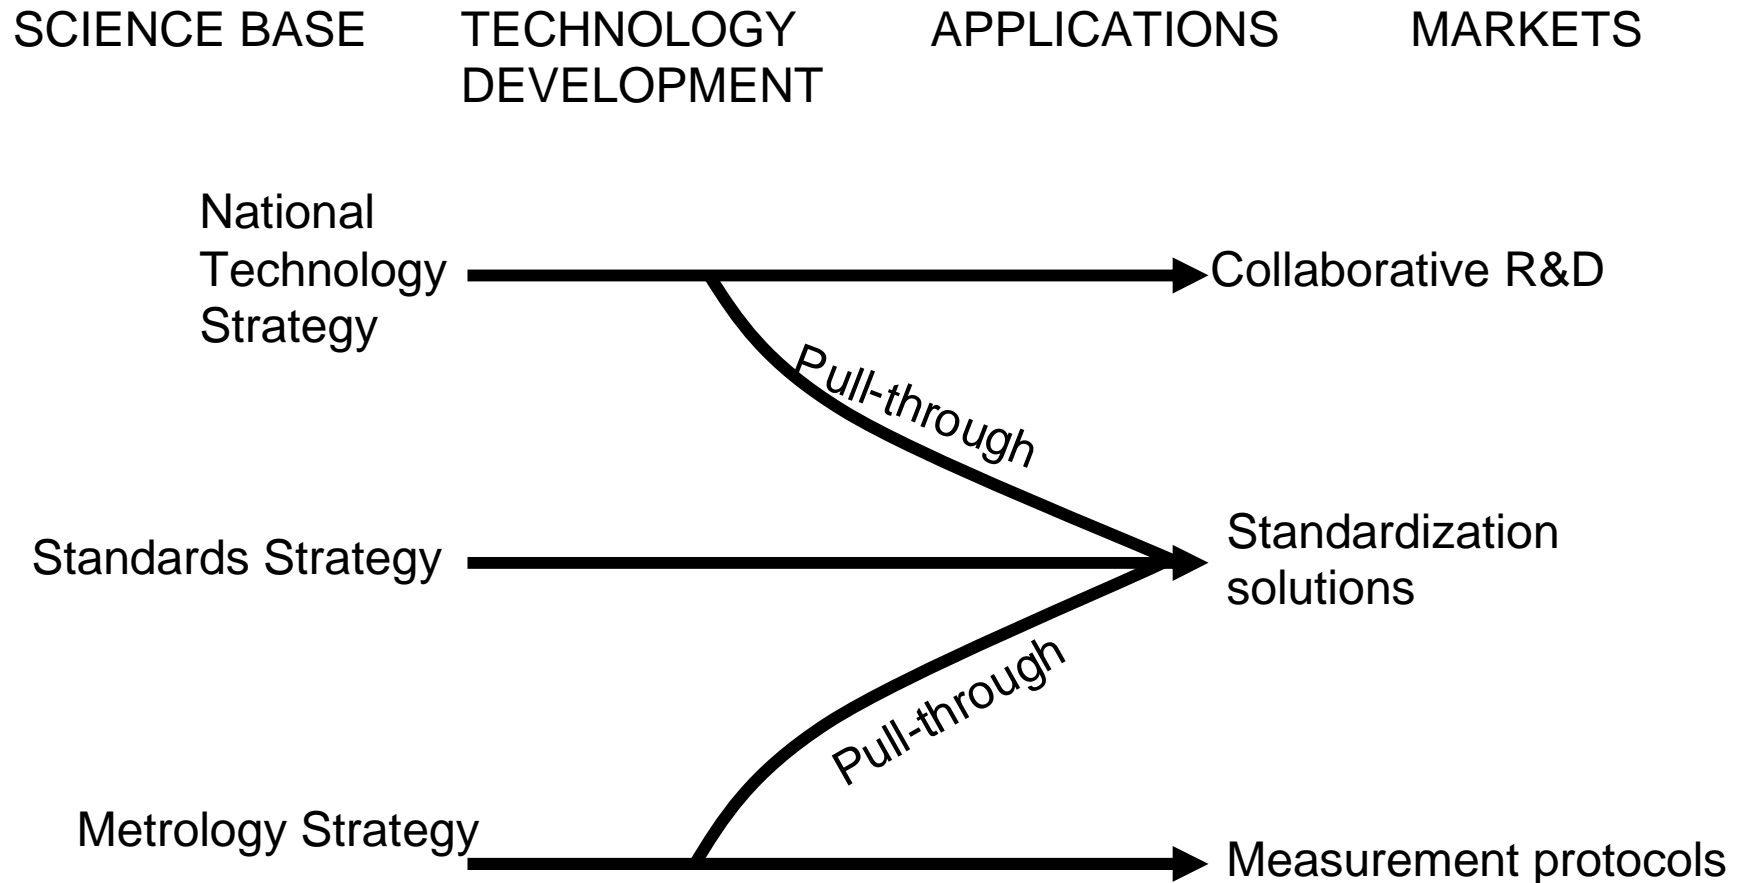 SCIENCE BASE
TECHNOLOGY
DEVELOPMENT
APPLICATIONS
MARKETS
National
Technology
Strategy
Collaborative R&D
Pull-through
Standards Strategy
Standardization
solutions
Pull-through
Metrology Strategy
Measurement protocols